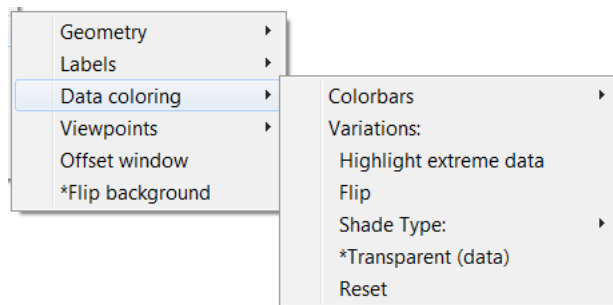 Geometry
Labels
Data coloring
Viewpoints
Offset window
*Flip background
Colorbars
Variations:
Highlight extreme data
Flip
Shade Type:
*Transparent (data)
Reset